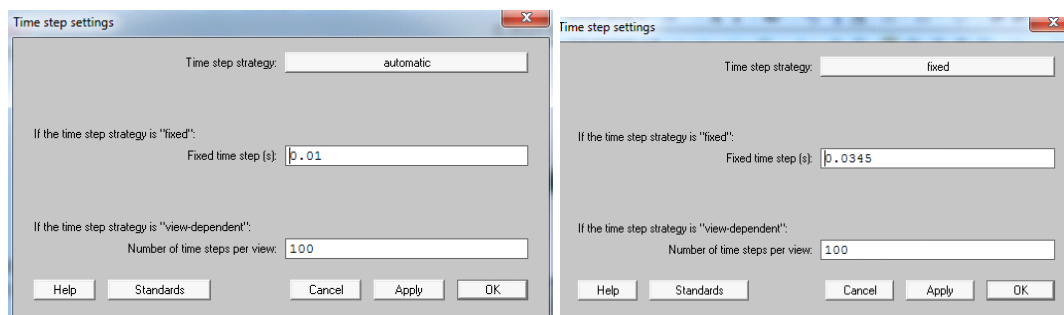 Time step settings
Time step strategy: automatic
If the time step strategy is "fixed":
Fixed time step (s): 0.01
If the time step strategy is "view-dependent":
Number of time steps per view: 100
Help Standards Cancel Apply OK
Time step settings
Time step strategy: fixed
If the time step strategy is "fixed":
Fixed time step (s): 0.0345
If the time step strategy is "view-dependent":
Number of time steps per view: 100
Help Standards Cancel Apply OK